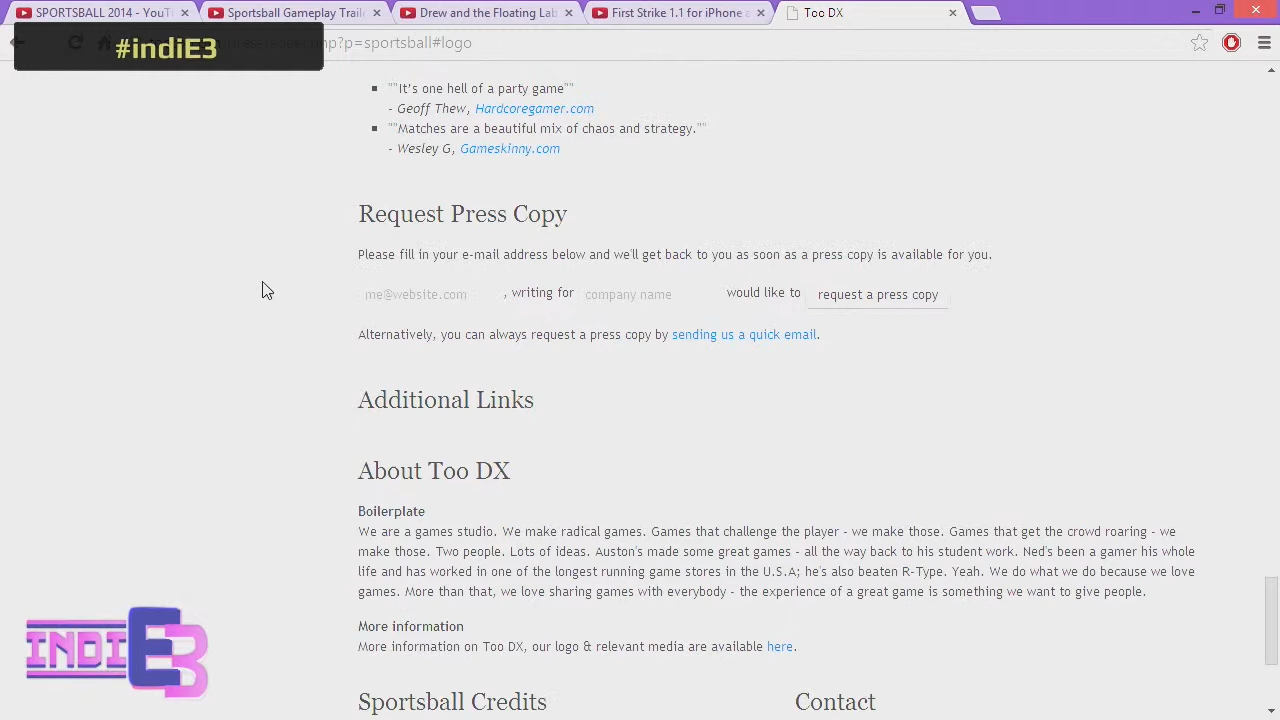 SPORTSBALL 2014 - YouT
Sportsball Gameplay Traile
Drew and the Floating Lab
First Strike 1.1 for iPhone a
Too DX
#indiE3
p=sportsball#logo
""It's one hell of a party game""
- Geoff Thew, Hardcoregamer.com
""Matches are a beautiful mix of chaos and strategy.""
- Wesley G, Gameskinny.com
Request Press Copy
Please fill in your e-mail address below and we'll get back to you as soon as a press copy is available for you.
me@website.com , writing for company name would like to request a press copy
Alternatively, you can always request a press copy by sending us a quick email.
Additional Links
About Too DX
Boilerplate
We are a games studio. We make radical games. Games that challenge the player - we make those. Games that get the crowd roaring - we
make those. Two people. Lots of ideas. Auston's made some great games - all the way back to his student work. Ned's been a gamer his whole
life and has worked in one of the longest running game stores in the U.S.A; he's also beaten R-Type. Yeah. We do what we do because we love
games. More than that, we love sharing games with everybody - the experience of a great game is something we want to give people.
More information
More information on Too DX, our logo & relevant media are available here.
INDIE3
Sportsball Credits
Contact